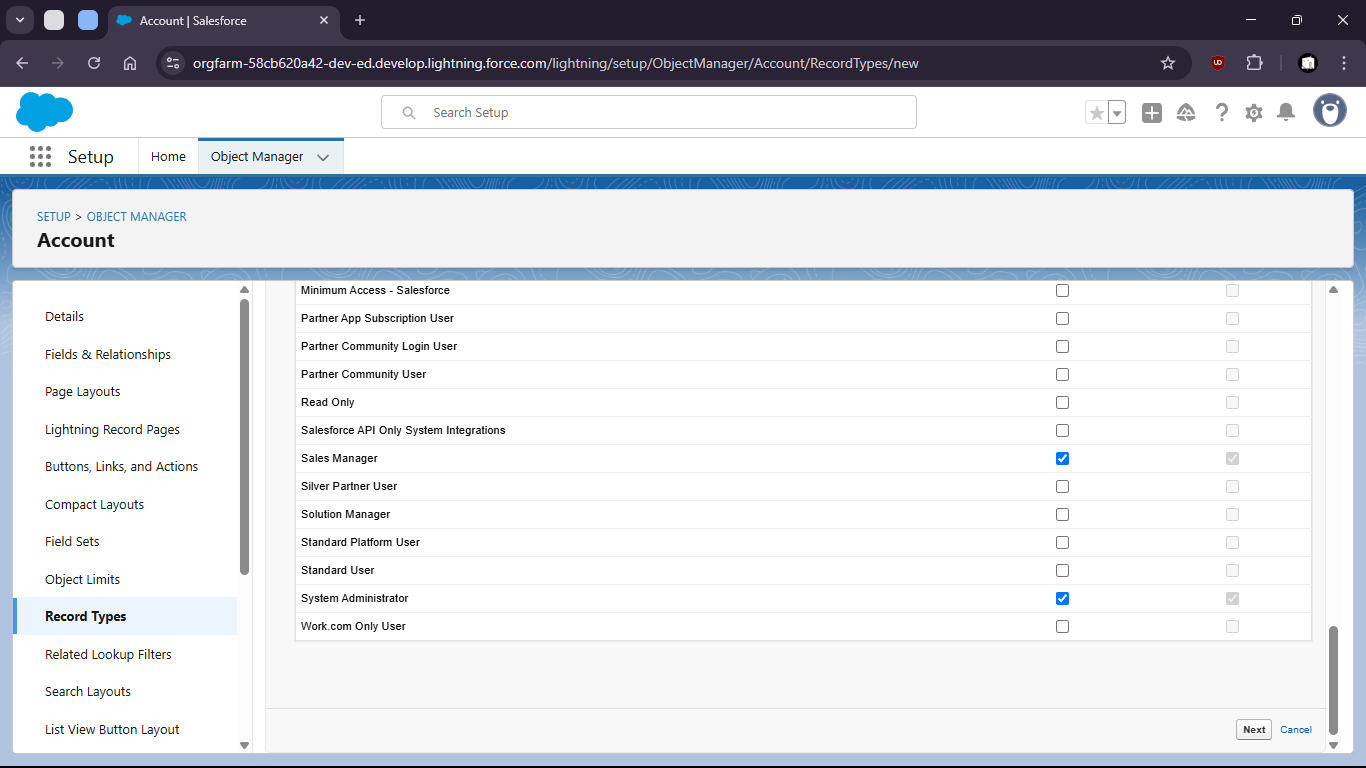 Account | Salesforce
orgfarm-58cb620a42-dev-ed.develop.lightning.force.com/lightning/setup/ObjectManager/Account/RecordTypes/new
Search Setup
Setup
Home
Object Manager
SETUP > OBJECT MANAGER
Account
Details
Fields & Relationships
Page Layouts
Lightning Record Pages
Buttons, Links, and Actions
Compact Layouts
Field Sets
Object Limits
Record Types
Related Lookup Filters
Search Layouts
List View Button Layout
Minimum Access - Salesforce
Partner App Subscription User
Partner Community Login User
Partner Community User
Read Only
Salesforce API Only System Integrations
Sales Manager
Silver Partner User
Solution Manager
Standard Platform User
Standard User
System Administrator
Work.com Only User
Next
Cancel